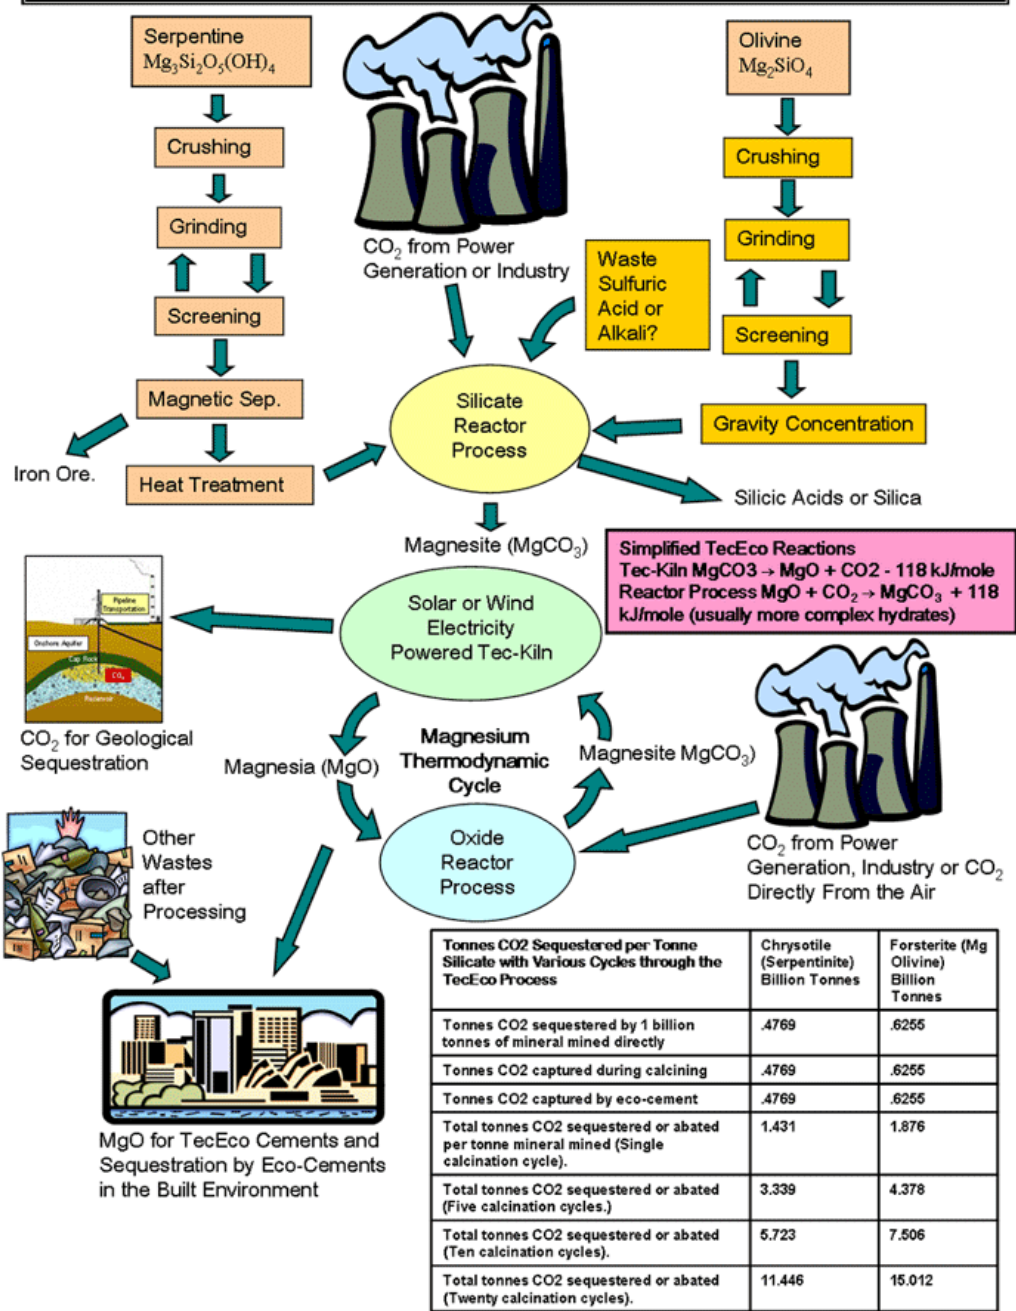 Serpentine
Mg₃Si₂O₅(OH)₄
Crushing
Grinding
Screening
Magnetic Sep.
Iron Ore.
Heat Treatment
CO₂ from Power
Generation or Industry
Waste
Sulfuric
Acid or
Alkali?
Olivine
Mg₂SiO₄
Crushing
Grinding
Screening
Gravity Concentration
Silicate
Reactor
Process
Silicic Acids or Silica
Magnesite (MgCO₃)
Simplified TecEco Reactions
Tec-Kiln MgCO3 → MgO + CO2 - 118 kJ/mole
Reactor Process MgO + CO₂ → MgCO₃ + 118
kJ/mole (usually more complex hydrates)
Solar or Wind
Electricity
Powered Tec-Kiln
Pipeline
Transportation
Onshore Aquifer
Cap Rock
CO₂
Reservoir
CO₂ for Geological
Sequestration
Magnesia (MgO)
Magnesium
Thermodynamic
Cycle
Magnesite MgCO₃)
Oxide
Reactor
Process
CO₂ from Power
Generation, Industry or CO₂
Directly From the Air
Other
Wastes
after
Processing
MgO for TecEco Cements and
Sequestration by Eco-Cements
in the Built Environment
Tonnes CO2 Sequestered per Tonne
Silicate with Various Cycles through the
TecEco Process
Chrysotile
(Serpentinite)
Billion Tonnes
Forsterite (Mg
Olivine)
Billion
Tonnes
Tonnes CO2 sequestered by 1 billion
tonnes of mineral mined directly
.4769
.6255
Tonnes CO2 captured during calcining
.4769
.6255
Tonnes CO2 captured by eco-cement
.4769
.6255
Total tonnes CO2 sequestered or abated
per tonne mineral mined (Single
calcination cycle).
1.431
1.876
Total tonnes CO2 sequestered or abated
(Five calcination cycles.)
3.339
4.378
Total tonnes CO2 sequestered or abated
(Ten calcination cycles).
5.723
7.506
Total tonnes CO2 sequestered or abated
(Twenty calcination cycles).
11.446
15.012